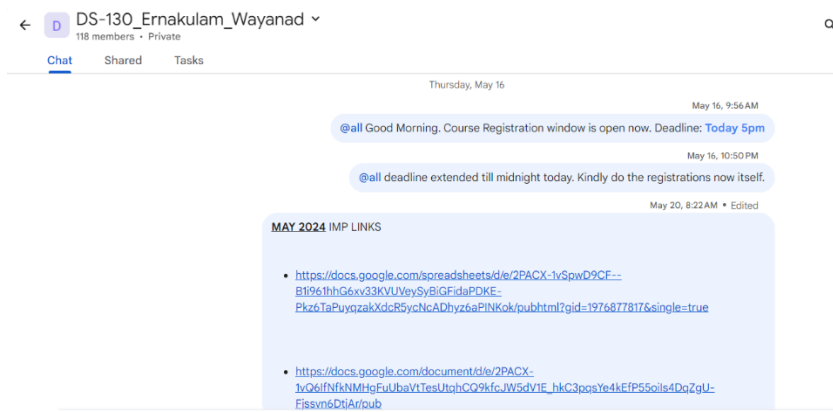 D
DS-130_Ernakulam_Wayanad
118 members • Private
Chat Shared Tasks
Thursday, May 16
May 16, 9:56 AM
@all Good Morning. Course Registration window is open now. Deadline: Today 5pm
May 16, 10:50 PM
@all deadline extended till midnight today. Kindly do the registrations now itself.
May 20, 8:22 AM • Edited
MAY 2024 IMP LINKS
• https://docs.google.com/spreadsheets/d/e/2PACX-1vSpwD9CF--
B1i961hhG6xv33KVUVeySyBiGFidaPDKE-
Pkz6TaPuyqzakXdcR5ycNcADhyz6aPINKok/pubhtml?gid=1976877817&single=true
• https://docs.google.com/document/d/e/2PACX-
1vQ6IfNfkNMHgFuUbaVtTesUtqhCQ9kfcJW5dV1E_hkC3pqsYe4kEfP55oiIs4DqZgU-
Fjssvn6DtjAr/pub